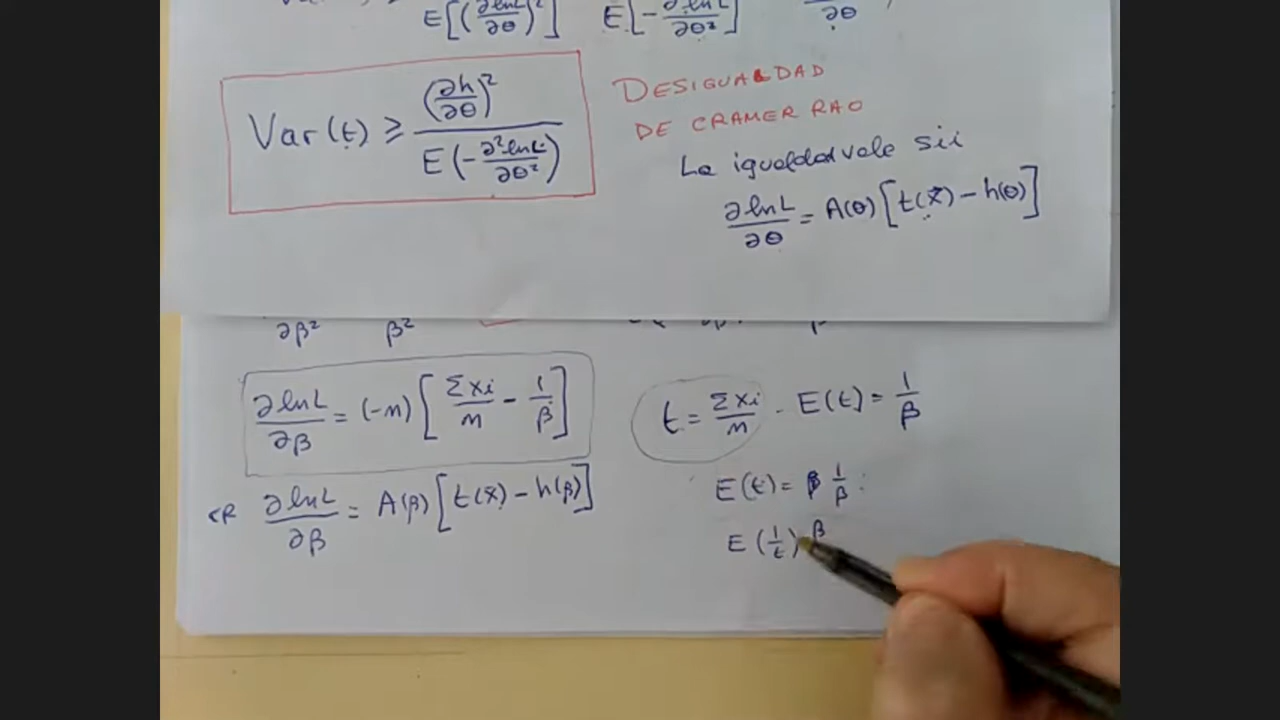 E[(∂lnL/∂θ)²] E[-∂²lnL/∂θ²] ∂θ
Var(t) ≥ (∂h/∂θ)² / E(-∂²lnL/∂θ²)
DESIGUALDAD
DE CRAMER RAO
La igualdad vale sii
∂lnL/∂θ = A(θ)[t(x̰)-h(θ)]
∂β² β²
∂lnL/∂β = (-n)[Σxi/n - 1/β]
t = Σxi/n . E(t) = 1/β
CR ∂lnL/∂β = A(β)[t(x̰)-h(β)]
E(t) = 1/β
E(1/t) β